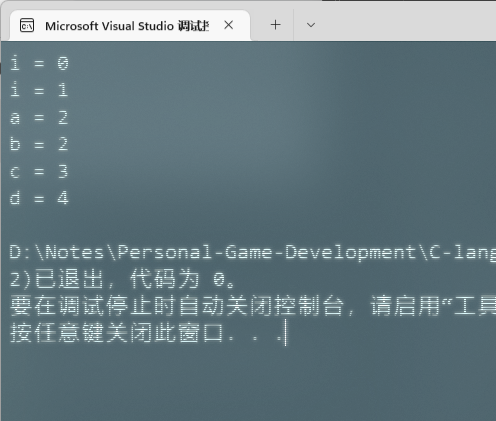 Microsoft Visual Studio 调试
i = 0
i = 1
a = 2
b = 2
c = 3
d = 4
D:\Notes\Personal-Game-Development\C-lang
2)已退出，代码为 0。
要在调试停止时自动关闭控制台，请启用“工具
按任意键关闭此窗口. . .